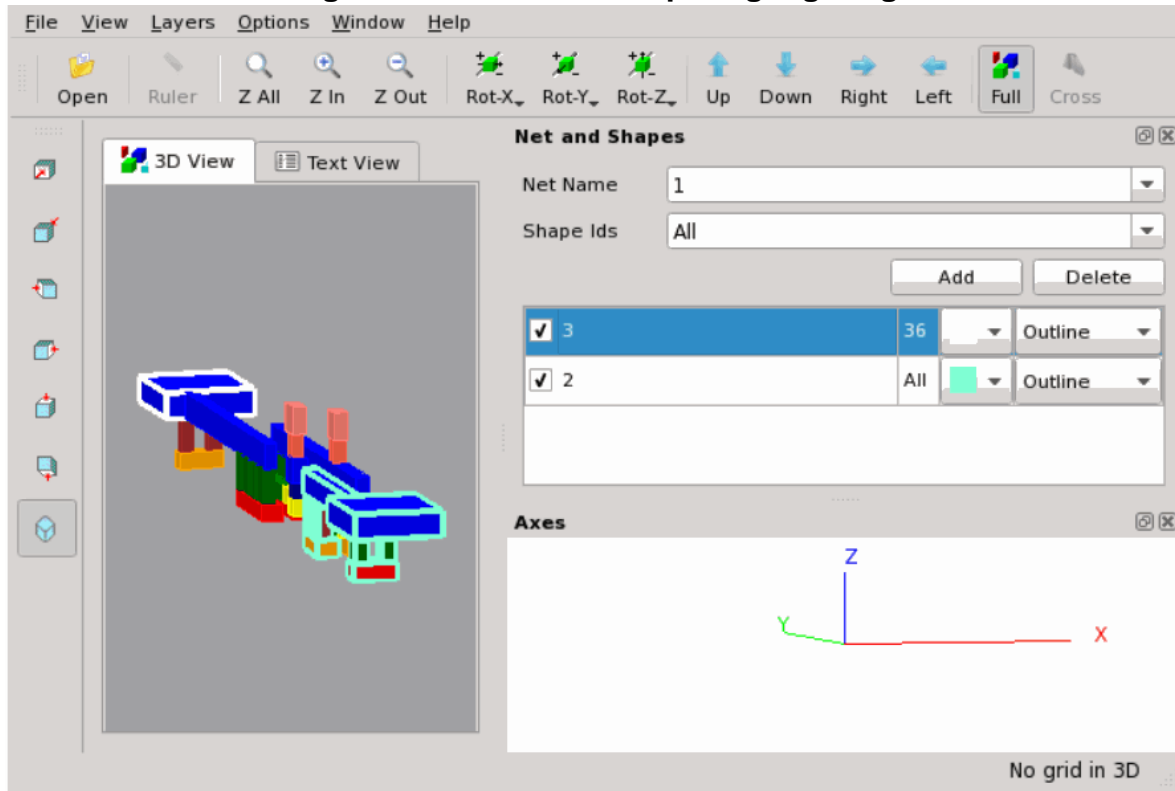 File View Layers Options Window Help
Open Ruler Z All Z In Z Out Rot-X Rot-Y Rot-Z Up Down Right Left Full Cross
3D View Text View
Net and Shapes
Net Name 1
Shape Ids All
Add Delete
3 36 Outline
2 All Outline
Axes
Z
Y
X
No grid in 3D